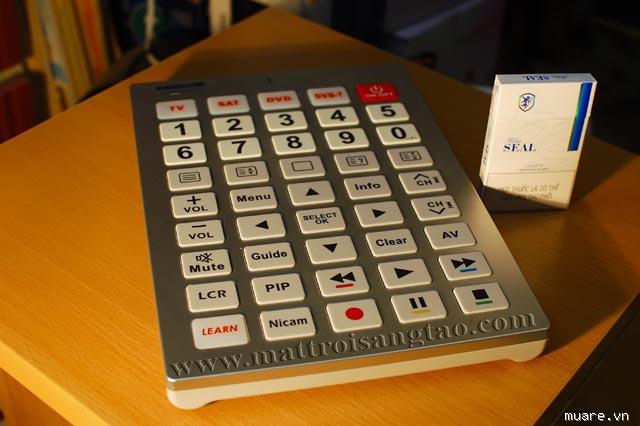 TV SAT DVD DVB-T ON/OFF
1 2 3 4 5
6 7 8 9 0
Menu Info CH
+ VOL SELECT OK CH
− VOL Guide Clear AV
Mute PIP
LCR Nicam
LEARN
SEAL
LIGHTS
www.mattroisangtao.com
muare.vn